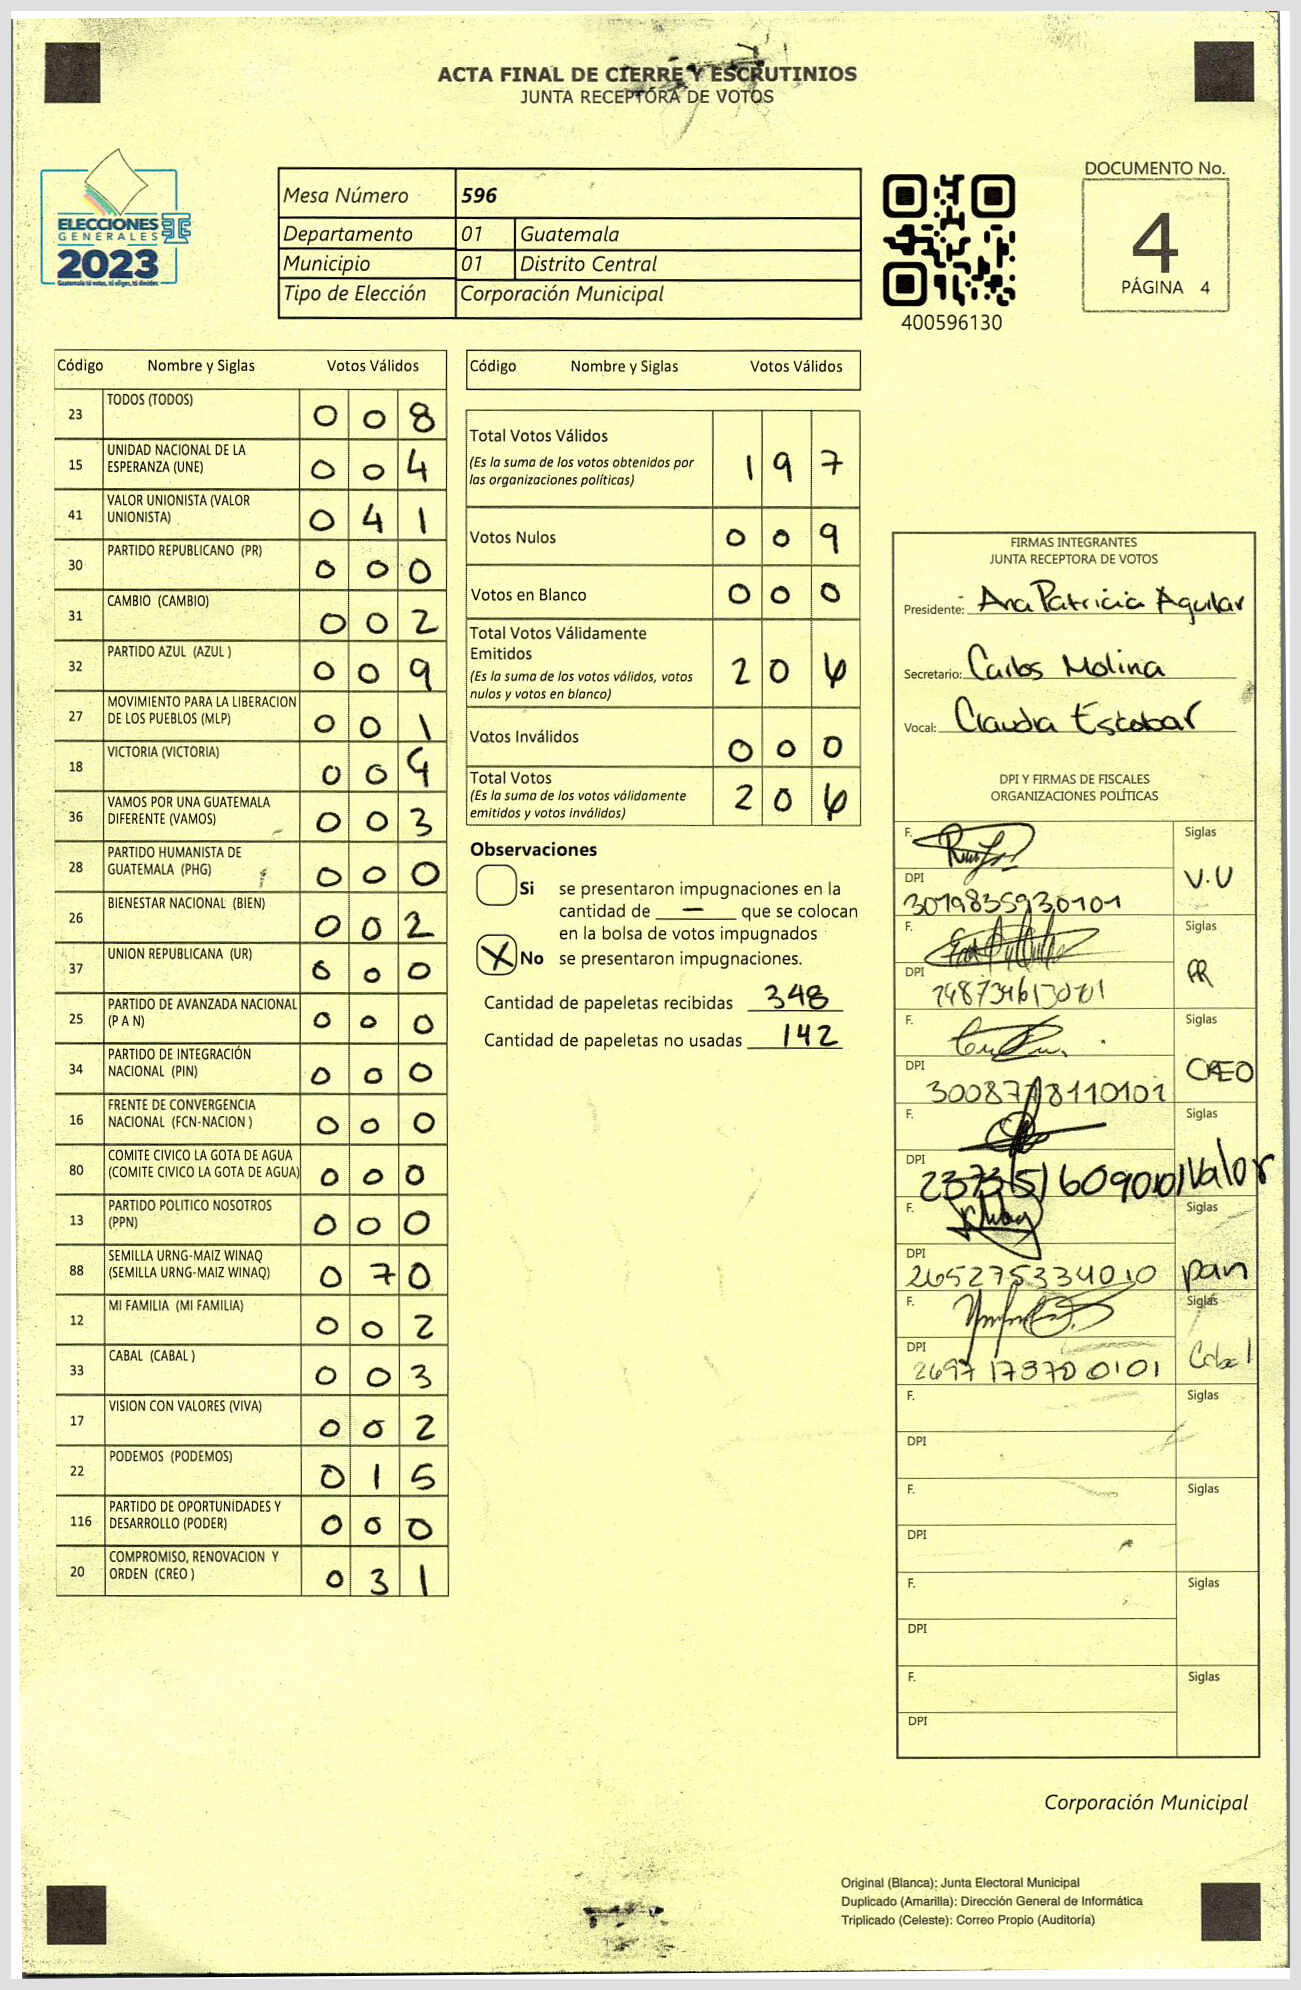 ACTA FINAL DE CIERRE Y ESCRUTINIOS
JUNTA RECEPTORA DE VOTOS
ELECCIONES
GENERALES
2023
Guatemala tú votas, tú eliges, tú decides
Mesa Número 596
Departamento 01 Guatemala
Municipio 01 Distrito Central
Tipo de Elección Corporación Municipal
400596130
DOCUMENTO No.
4
PÁGINA 4
Código Nombre y Siglas Votos Válidos
23 TODOS (TODOS) 0 0 8
15 UNIDAD NACIONAL DE LA
ESPERANZA (UNE) 0 0 4
41 VALOR UNIONISTA (VALOR
UNIONISTA) 0 4 1
30 PARTIDO REPUBLICANO (PR) 0 0 0
31 CAMBIO (CAMBIO) 0 0 2
32 PARTIDO AZUL (AZUL ) 0 0 9
27 MOVIMIENTO PARA LA LIBERACION
DE LOS PUEBLOS (MLP) 0 0 1
18 VICTORIA (VICTORIA) 0 0 4
36 VAMOS POR UNA GUATEMALA
DIFERENTE (VAMOS) 0 0 3
28 PARTIDO HUMANISTA DE
GUATEMALA (PHG) 0 0 0
26 BIENESTAR NACIONAL (BIEN) 0 0 2
37 UNION REPUBLICANA (UR) 0 0 0
25 PARTIDO DE AVANZADA NACIONAL
(P A N) 0 0 0
34 PARTIDO DE INTEGRACIÓN
NACIONAL (PIN) 0 0 0
16 FRENTE DE CONVERGENCIA
NACIONAL (FCN-NACION ) 0 0 0
80 COMITE CIVICO LA GOTA DE AGUA
(COMITE CIVICO LA GOTA DE AGUA) 0 0 0
13 PARTIDO POLITICO NOSOTROS
(PPN) 0 0 0
88 SEMILLA URNG-MAIZ WINAQ
(SEMILLA URNG-MAIZ WINAQ) 0 7 0
12 MI FAMILIA (MI FAMILIA) 0 0 2
33 CABAL (CABAL ) 0 0 3
17 VISION CON VALORES (VIVA) 0 0 2
22 PODEMOS (PODEMOS) 0 1 5
116 PARTIDO DE OPORTUNIDADES Y
DESARROLLO (PODER) 0 0 0
20 COMPROMISO, RENOVACION Y
ORDEN (CREO ) 0 3 1
Código Nombre y Siglas Votos Válidos
Total Votos Válidos 1 9 7
(Es la suma de los votos obtenidos por
las organizaciones políticas)
Votos Nulos 0 0 9
Votos en Blanco 0 0 0
Total Votos Válidamente
Emitidos 2 0 6
(Es la suma de los votos válidos, votos
nulos y votos en blanco)
Votos Inválidos 0 0 0
Total Votos 2 0 6
(Es la suma de los votos válidamente
emitidos y votos inválidos)
Observaciones
Si se presentaron impugnaciones en la
cantidad de — que se colocan
en la bolsa de votos impugnados
X No se presentaron impugnaciones.
Cantidad de papeletas recibidas 348
Cantidad de papeletas no usadas 142
FIRMAS INTEGRANTES
JUNTA RECEPTORA DE VOTOS
Presidente: Ana Patricia Aguilar
Secretario: Carlos Molina
Vocal: Claudia Escobar
DPI Y FIRMAS DE FISCALES
ORGANIZACIONES POLÍTICAS
F. Siglas
V.U
DPI
3019835930101
F. Siglas
PR
DPI
F. Siglas
CREO
DPI
3008778110101
F. Siglas
Valor
DPI
F. Siglas
pan
DPI
265275334010
F. Siglas
Cabal
DPI
2697178700101
F. Siglas
DPI
F. Siglas
DPI
F. Siglas
DPI
F. Siglas
DPI
Corporación Municipal
Original (Blanca): Junta Electoral Municipal
Duplicado (Amarilla): Dirección General de Informática
Triplicado (Celeste): Correo Propio (Auditoría)